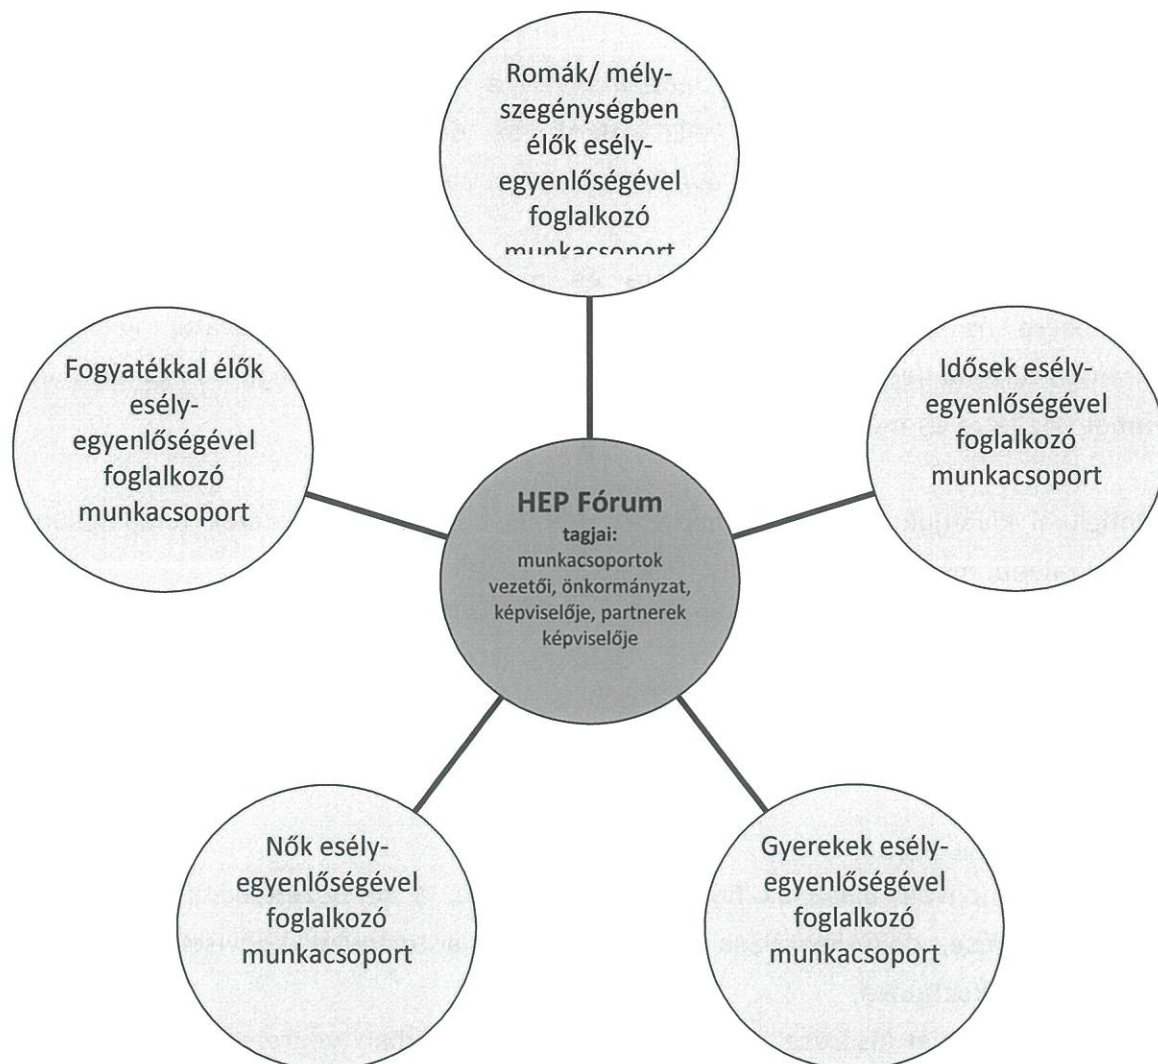 Romák/ mély-
szegénységben
élők esély-
egyenlőségével
foglalkozó
munkacsoport
Fogyatékkal élők
esély-
egyenlőségével
foglalkozó
munkacsoport
Idősek esély-
egyenlőségével
foglalkozó
munkacsoport
HEP Fórum
tagjai:
munkacsoportok
vezetői, önkormányzat,
képviselője, partnerek
képviselője
Nők esély-
egyenlőségével
foglalkozó
munkacsoport
Gyerekek esély-
egyenlőségével
foglalkozó
munkacsoport